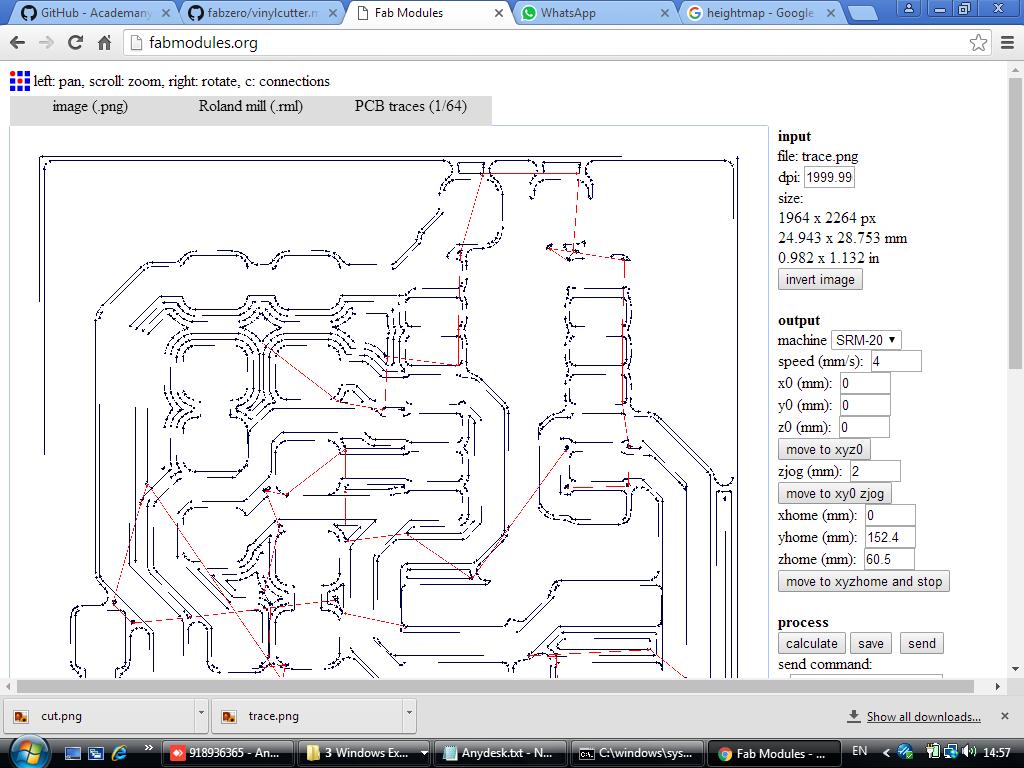 GitHub - Academany
fabzero/vinylcutter.m
Fab Modules
WhatsApp
heightmap - Google
fabmodules.org
left: pan, scroll: zoom, right: rotate, c: connections
image (.png) Roland mill (.rml) PCB traces (1/64)
input
file: trace.png
dpi: 1999.99
size:
1964 x 2264 px
24.943 x 28.753 mm
0.982 x 1.132 in
invert image
output
machine SRM-20
speed (mm/s): 4
x0 (mm): 0
y0 (mm): 0
z0 (mm): 0
move to xyz0
zjog (mm): 2
move to xy0 zjog
xhome (mm): 0
yhome (mm): 152.4
zhome (mm): 60.5
move to xyzhome and stop
process
calculate save send
send command:
cut.png
trace.png
Show all downloads...
918936365 - An...
3 Windows Ex...
Anydesk.txt - N...
C:\windows\sys...
Fab Modules - ...
EN
14:57